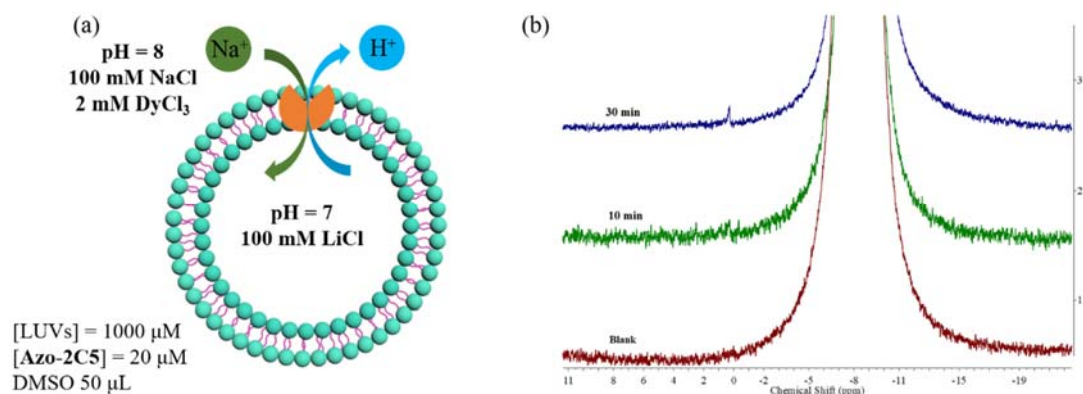 (a)
Na⁺
H⁺
pH = 8
100 mM NaCl
2 mM DyCl₃
pH = 7
100 mM LiCl
[LUVs] = 1000 μM
[Azo-2C5] = 20 μM
DMSO 50 μL
(b)
30 min
10 min
Blank
3
2
1
11 8 6 4 2 0 -2 -5 -8 -11 -15 -19
Chemical Shift (ppm)